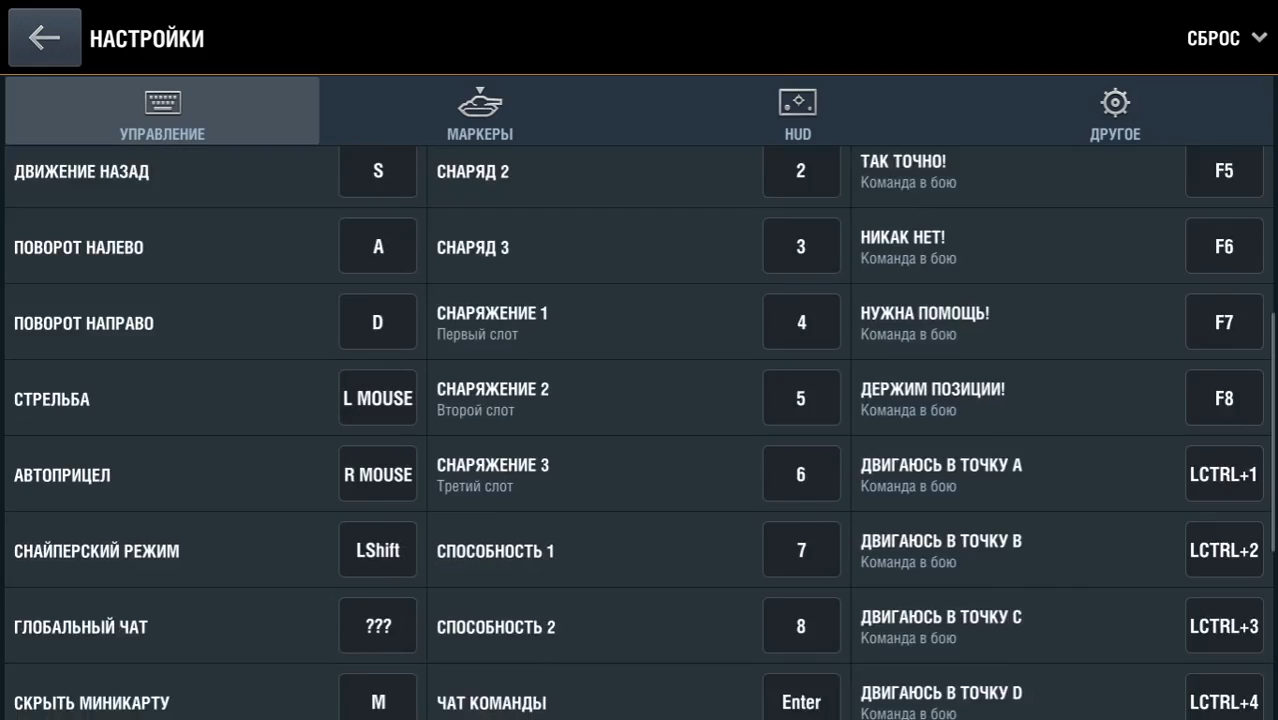 НАСТРОЙКИ
СБРОС
УПРАВЛЕНИЕ
МАРКЕРЫ
HUD
ДРУГОЕ
ДВИЖЕНИЕ НАЗАД
S
СНАРЯД 2
2
ТАК ТОЧНО!
Команда в бою
F5
ПОВОРОТ НАЛЕВО
A
СНАРЯД 3
3
НИКАК НЕТ!
Команда в бою
F6
ПОВОРОТ НАПРАВО
D
СНАРЯЖЕНИЕ 1
Первый слот
4
НУЖНА ПОМОЩЬ!
Команда в бою
F7
СТРЕЛЬБА
L MOUSE
СНАРЯЖЕНИЕ 2
Второй слот
5
ДЕРЖИМ ПОЗИЦИИ!
Команда в бою
F8
АВТОПРИЦЕЛ
R MOUSE
СНАРЯЖЕНИЕ 3
Третий слот
6
ДВИГАЮСЬ В ТОЧКУ A
Команда в бою
LCTRL+1
СНАЙПЕРСКИЙ РЕЖИМ
LShift
СПОСОБНОСТЬ 1
7
ДВИГАЮСЬ В ТОЧКУ B
Команда в бою
LCTRL+2
ГЛОБАЛЬНЫЙ ЧАТ
???
СПОСОБНОСТЬ 2
8
ДВИГАЮСЬ В ТОЧКУ C
Команда в бою
LCTRL+3
СКРЫТЬ МИНИКАРТУ
M
ЧАТ КОМАНДЫ
Enter
ДВИГАЮСЬ В ТОЧКУ D
Команда в бою
LCTRL+4